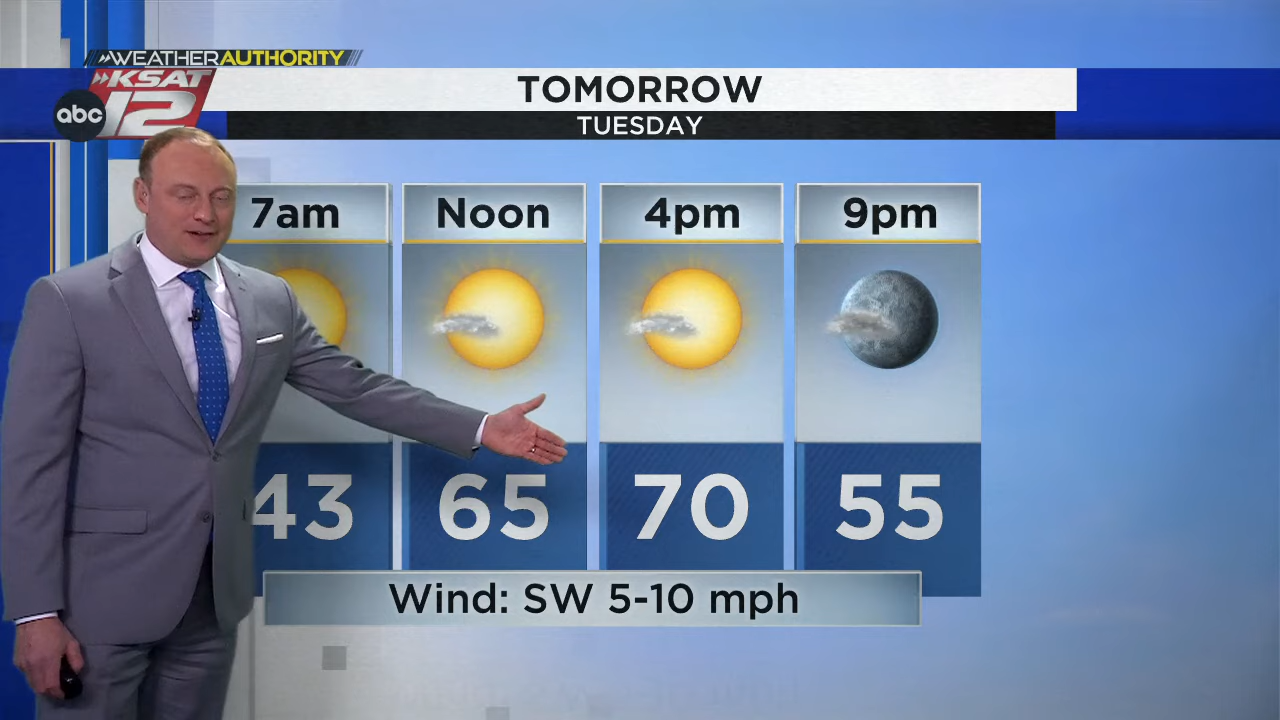 WEATHERAUTHORITY
KSAT
abc 12
TOMORROW
TUESDAY
7am Noon 4pm 9pm
43 65 70 55
Wind: SW 5-10 mph